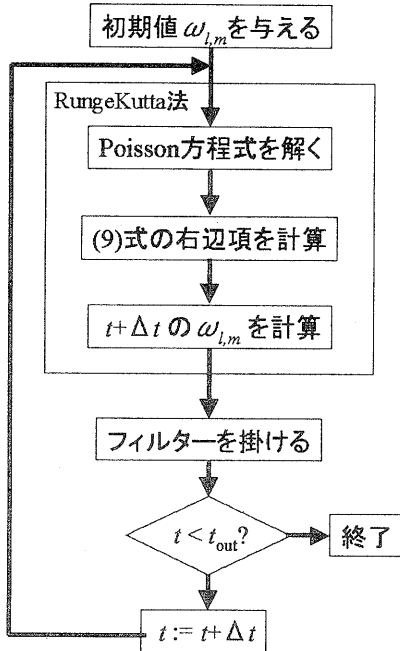 初期値 ω_{l,m}を与える
RungeKutta法
Poisson方程式を解く
(9)式の右辺項を計算
t+Δt の ω_{l,m} を計算
フィルターを掛ける
t < t_{out}?
終了
t := t+Δt